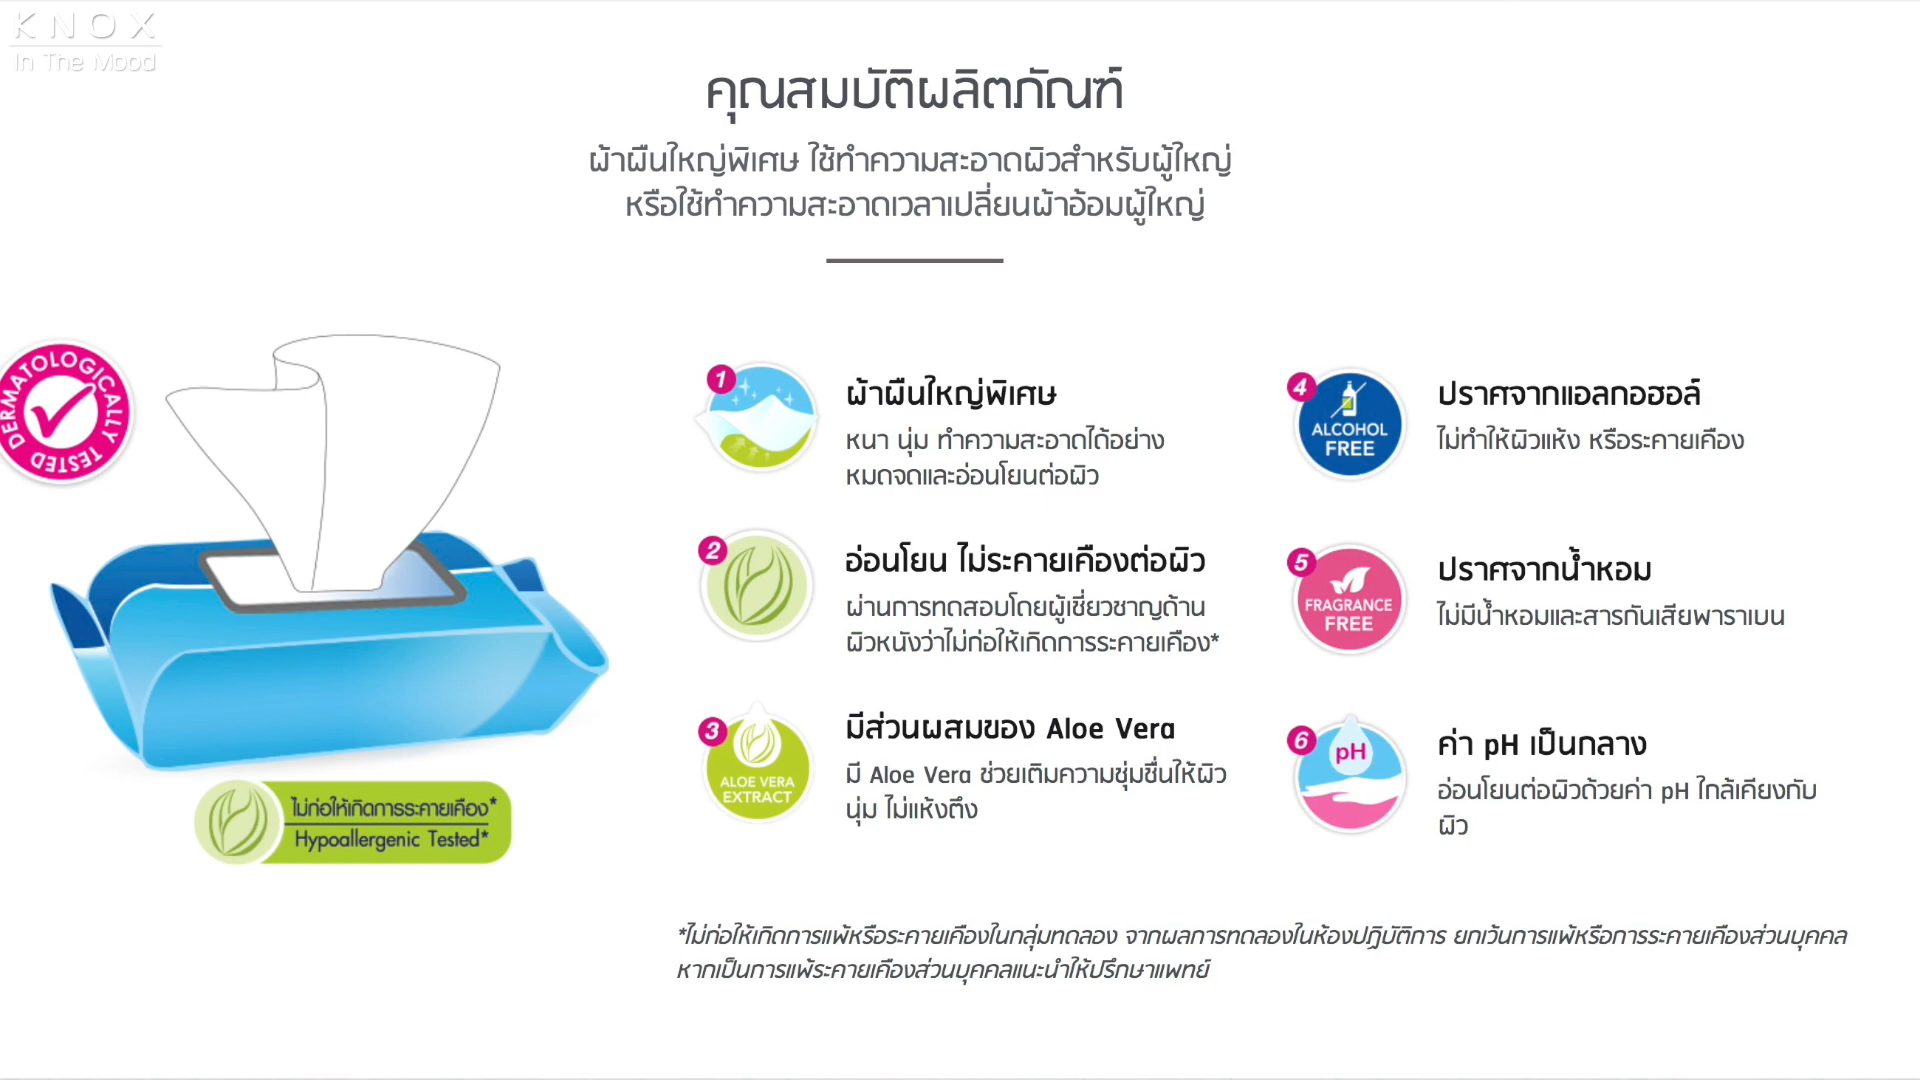 KNOX
In The Mood
คุณสมบัติผลิตภัณฑ์
ผ้าผืนใหญ่พิเศษ ใช้ทำความสะอาดผิวสำหรับผู้ใหญ่
หรือใช้ทำความสะอาดเวลาเปลี่ยนผ้าอ้อมผู้ใหญ่
DERMATOLOGICALLY TESTED
ไม่ก่อให้เกิดการระคายเคือง*
Hypoallergenic Tested*
1
ผ้าผืนใหญ่พิเศษ
หนา นุ่ม ทำความสะอาดได้อย่าง
หมดจดและอ่อนโยนต่อผิว
2
อ่อนโยน ไม่ระคายเคืองต่อผิว
ผ่านการทดสอบโดยผู้เชี่ยวชาญด้าน
ผิวหนังว่าไม่ก่อให้เกิดการระคายเคือง*
3
ALOE VERA
EXTRACT
มีส่วนผสมของ Aloe Vera
มี Aloe Vera ช่วยเติมความชุ่มชื่นให้ผิว
นุ่ม ไม่แห้งตึง
4
ALCOHOL
FREE
ปราศจากแอลกอฮอล์
ไม่ทำให้ผิวแห้ง หรือระคายเคือง
5
FRAGRANCE
FREE
ปราศจากน้ำหอม
ไม่มีน้ำหอมและสารกันเสียพาราเบน
6
pH
ค่า pH เป็นกลาง
อ่อนโยนต่อผิวด้วยค่า pH ใกล้เคียงกับ
ผิว
*ไม่ก่อให้เกิดการแพ้หรือระคายเคืองในกลุ่มทดลอง จากผลการทดลองในห้องปฏิบัติการ ยกเว้นการแพ้หรือการระคายเคืองส่วนบุคคล
หากเป็นการแพ้ระคายเคืองส่วนบุคคลแนะนำให้ปรึกษาแพทย์